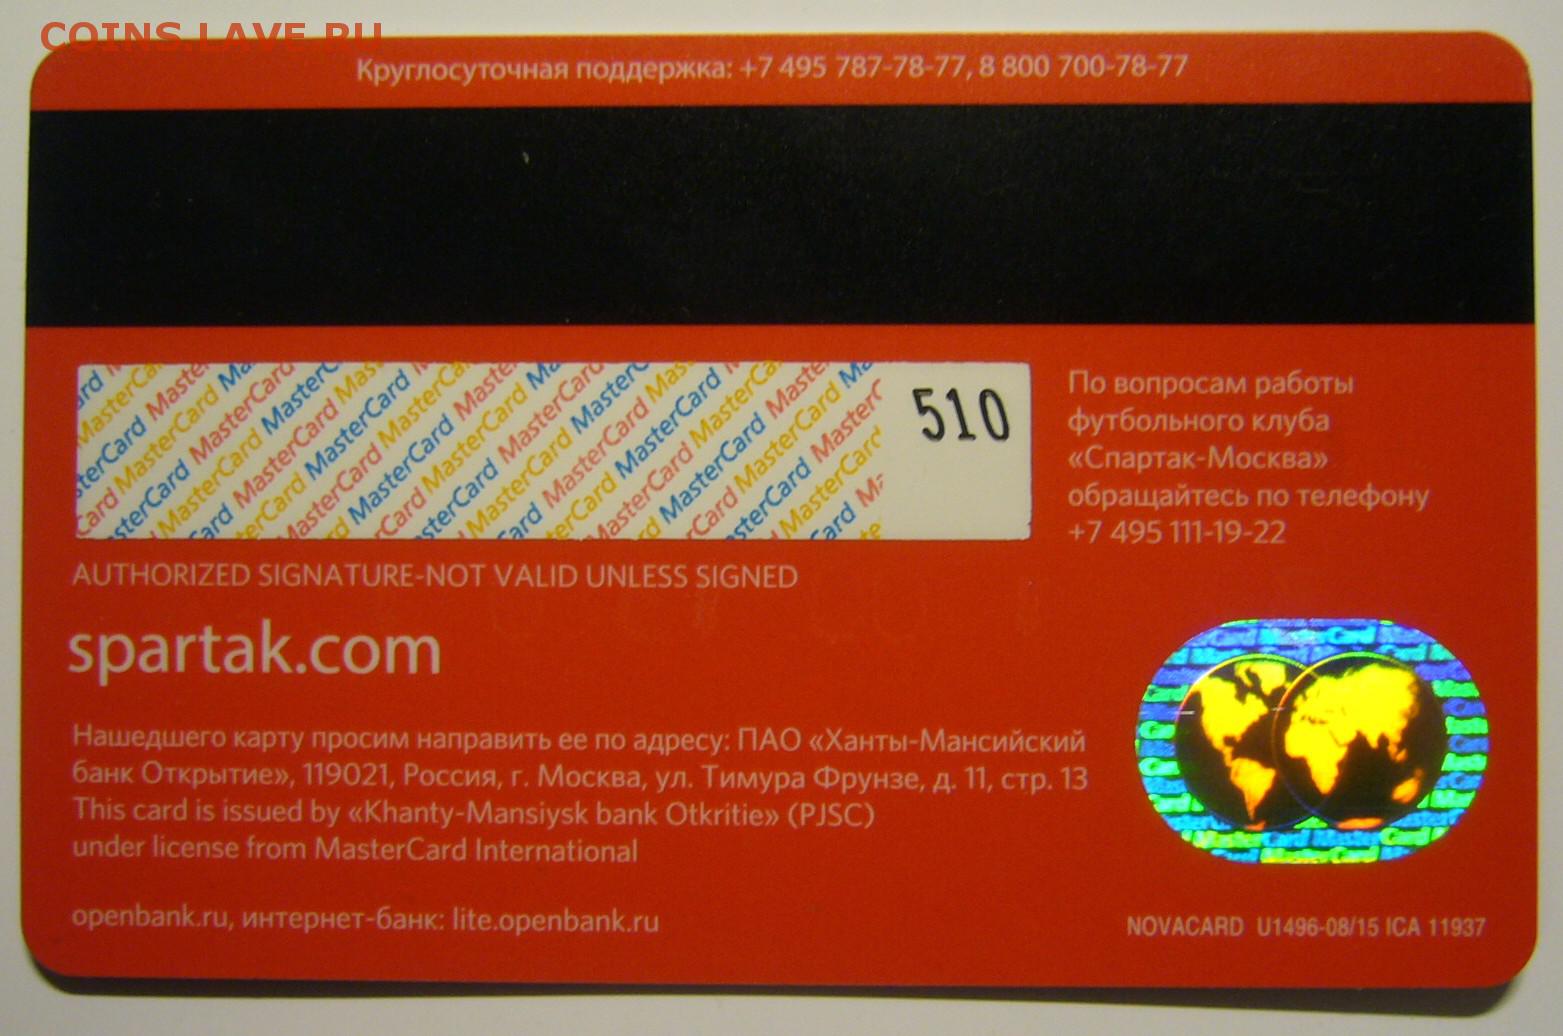 COINS.LAVE.RU
Круглосуточная поддержка: +7 495 787-78-77, 8 800 700-78-77
510
По вопросам работы
футбольного клуба
«Спартак-Москва»
обращайтесь по телефону
+7 495 111-19-22
AUTHORIZED SIGNATURE-NOT VALID UNLESS SIGNED
spartak.com
Нашедшего карту просим направить ее по адресу: ПАО «Ханты-Мансийский
банк Открытие», 119021, Россия, г. Москва, ул. Тимура Фрунзе, д. 11, стр. 13
This card is issued by «Khanty-Mansiysk bank Otkritie» (PJSC)
under license from MasterCard International
openbank.ru, интернет-банк: lite.openbank.ru
NOVACARD U1496-08/15 ICA 11937